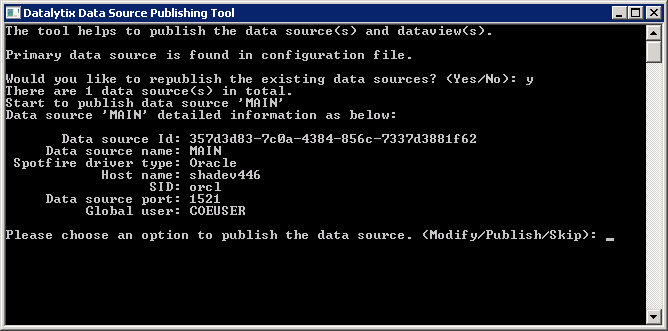 Datalytix Data Source Publishing Tool
The tool helps to publish the data source(s) and dataview(s).
Primary data source is found in configuration file.
Would you like to republish the existing data sources? (Yes/No): y
There are 1 data source(s) in total.
Start to publish data source 'MAIN'
Data source 'MAIN' detailed information as below:
Data source Id: 357d3d83-7c0a-4384-856c-7337d3881f62
Data source name: MAIN
Spotfire driver type: Oracle
Host name: shadev446
SID: orcl
Data source port: 1521
Global user: COEUSER
Please choose an option to publish the data source. (Modify/Publish/Skip): _